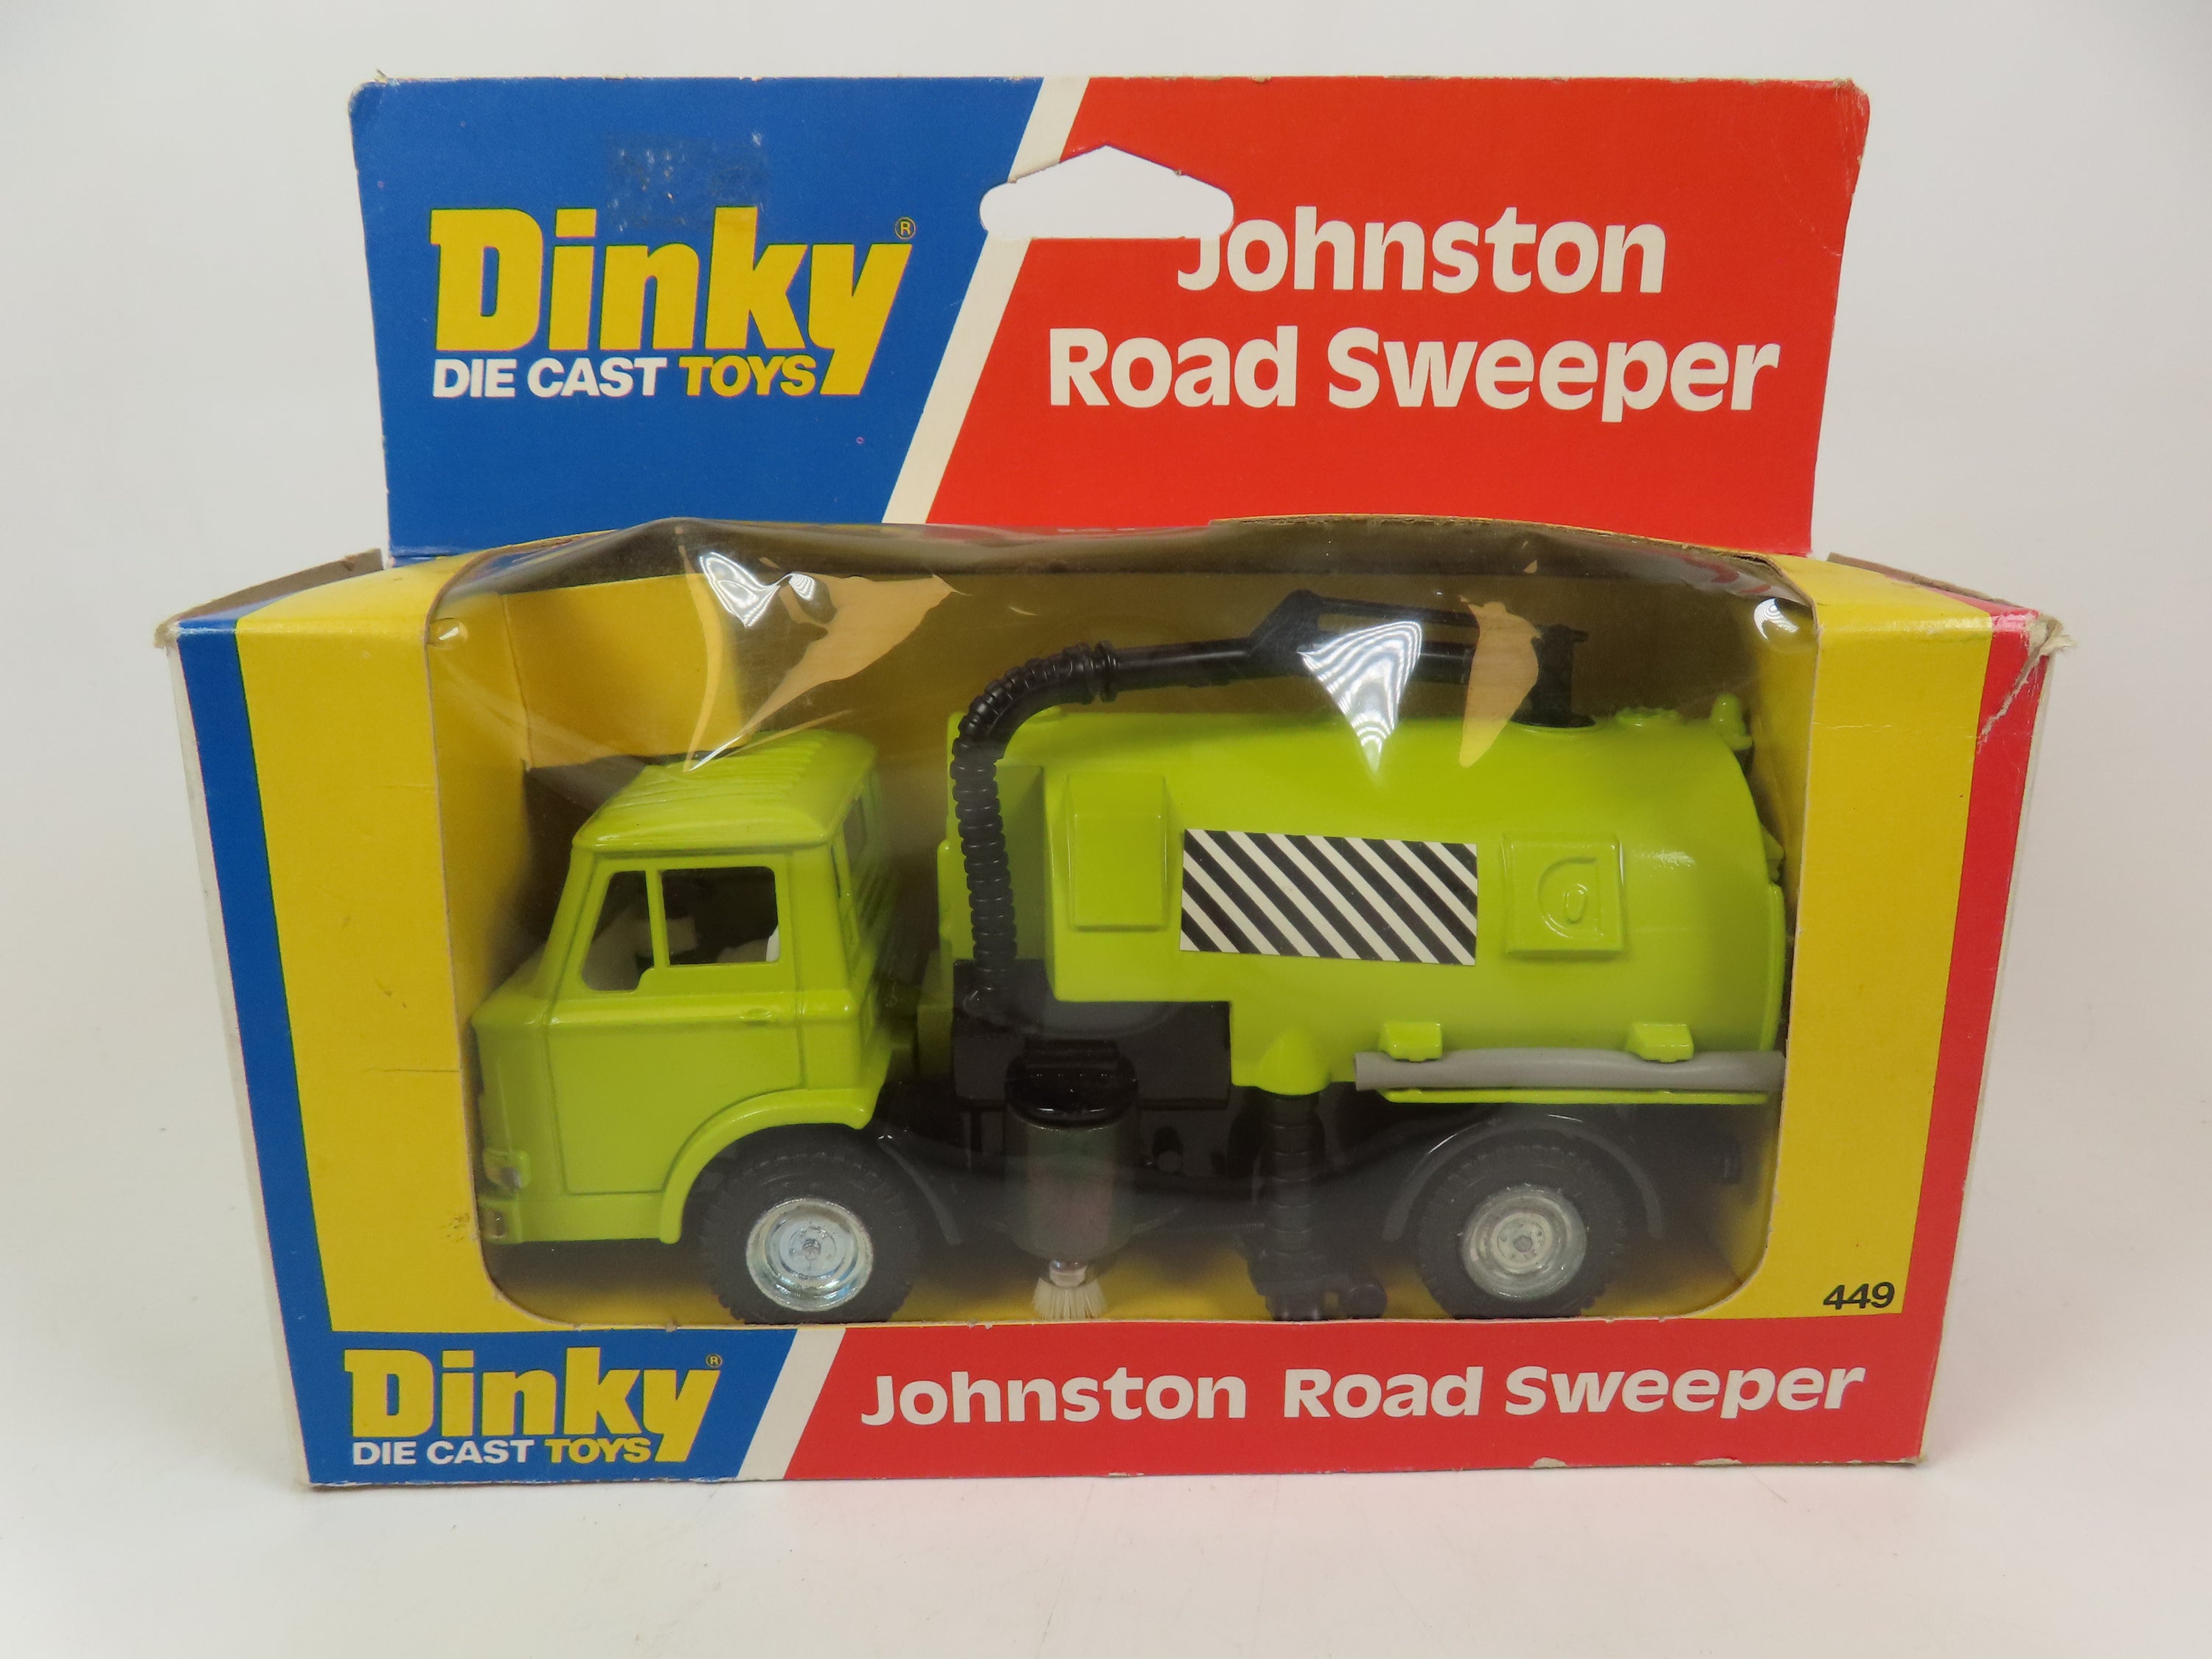 Dinky®
DIE CAST TOYS
Johnston
Road Sweeper
449
Dinky®
DIE CAST TOYS
Johnston Road Sweeper